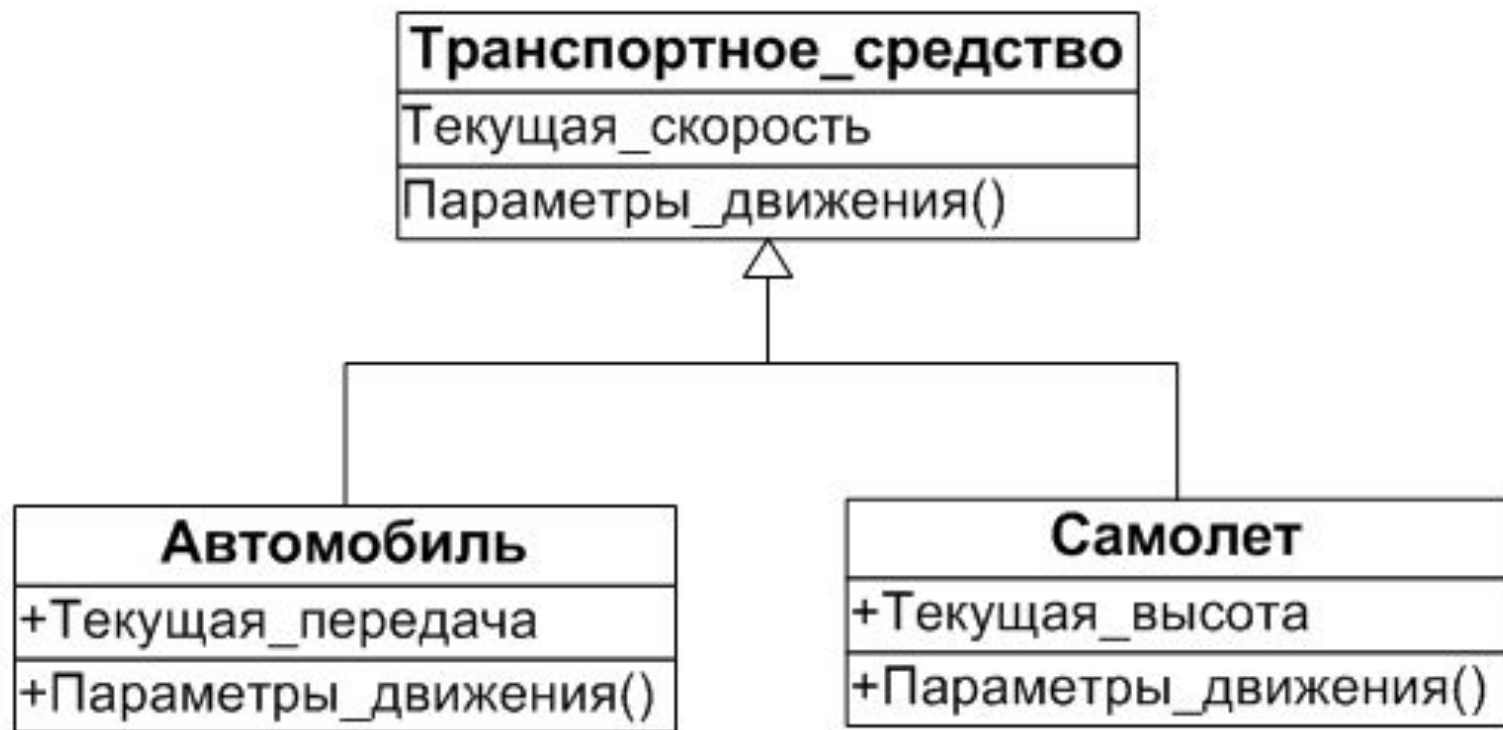 Транспортное_средство
Текущая_скорость
Параметры_движения()
Автомобиль
+Текущая_передача
+Параметры_движения()
Самолет
+Текущая_высота
+Параметры_движения()